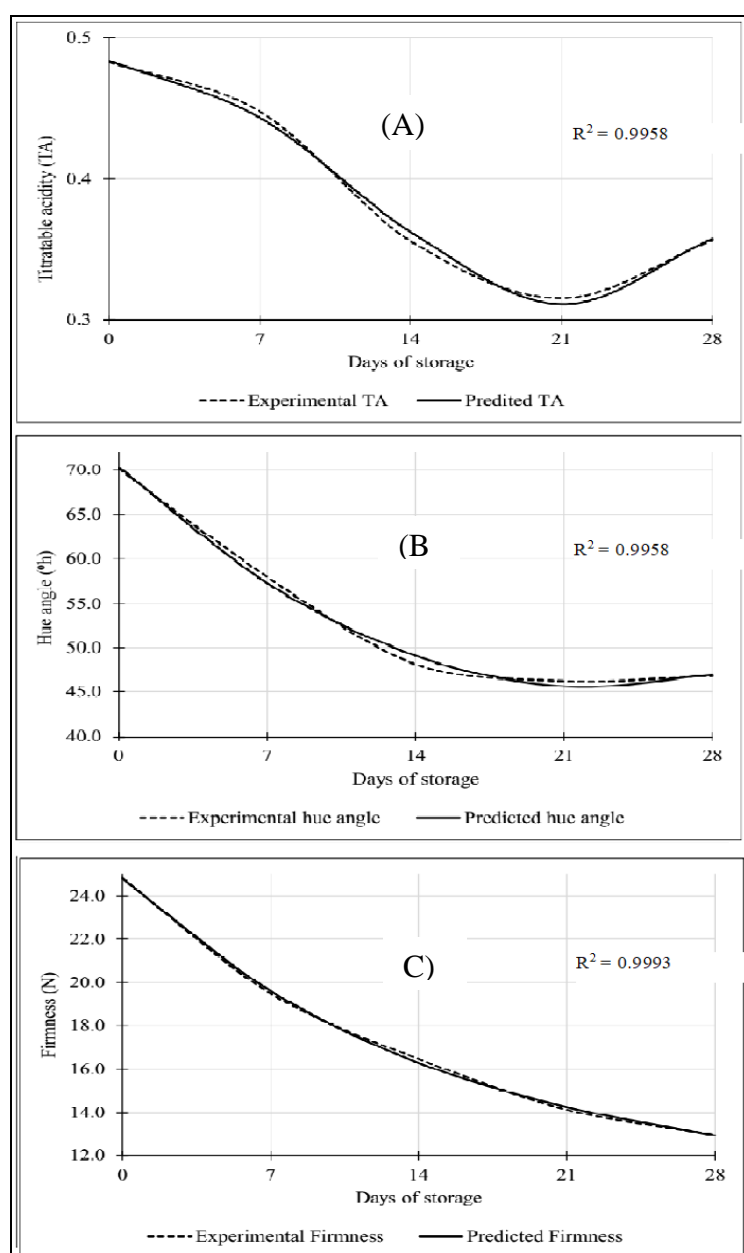 0.5
(A)
R² = 0.9958
0.4
Titratable acidity (TA)
0.3
0 7 14 21 28
Days of storage
Experimental TA Predited TA
70.0
65.0
(B
R² = 0.9958
60.0
Hue angle (ºh)
55.0
50.0
45.0
40.0
0 7 14 21 28
Days of storage
Experimental hue angle Predicted hue angle
24.0
22.0
C)
R² = 0.9993
20.0
Firmness (N)
18.0
16.0
14.0
12.0
0 7 14 21 28
Days of storage
Experimental Firmness Predicted Firmness